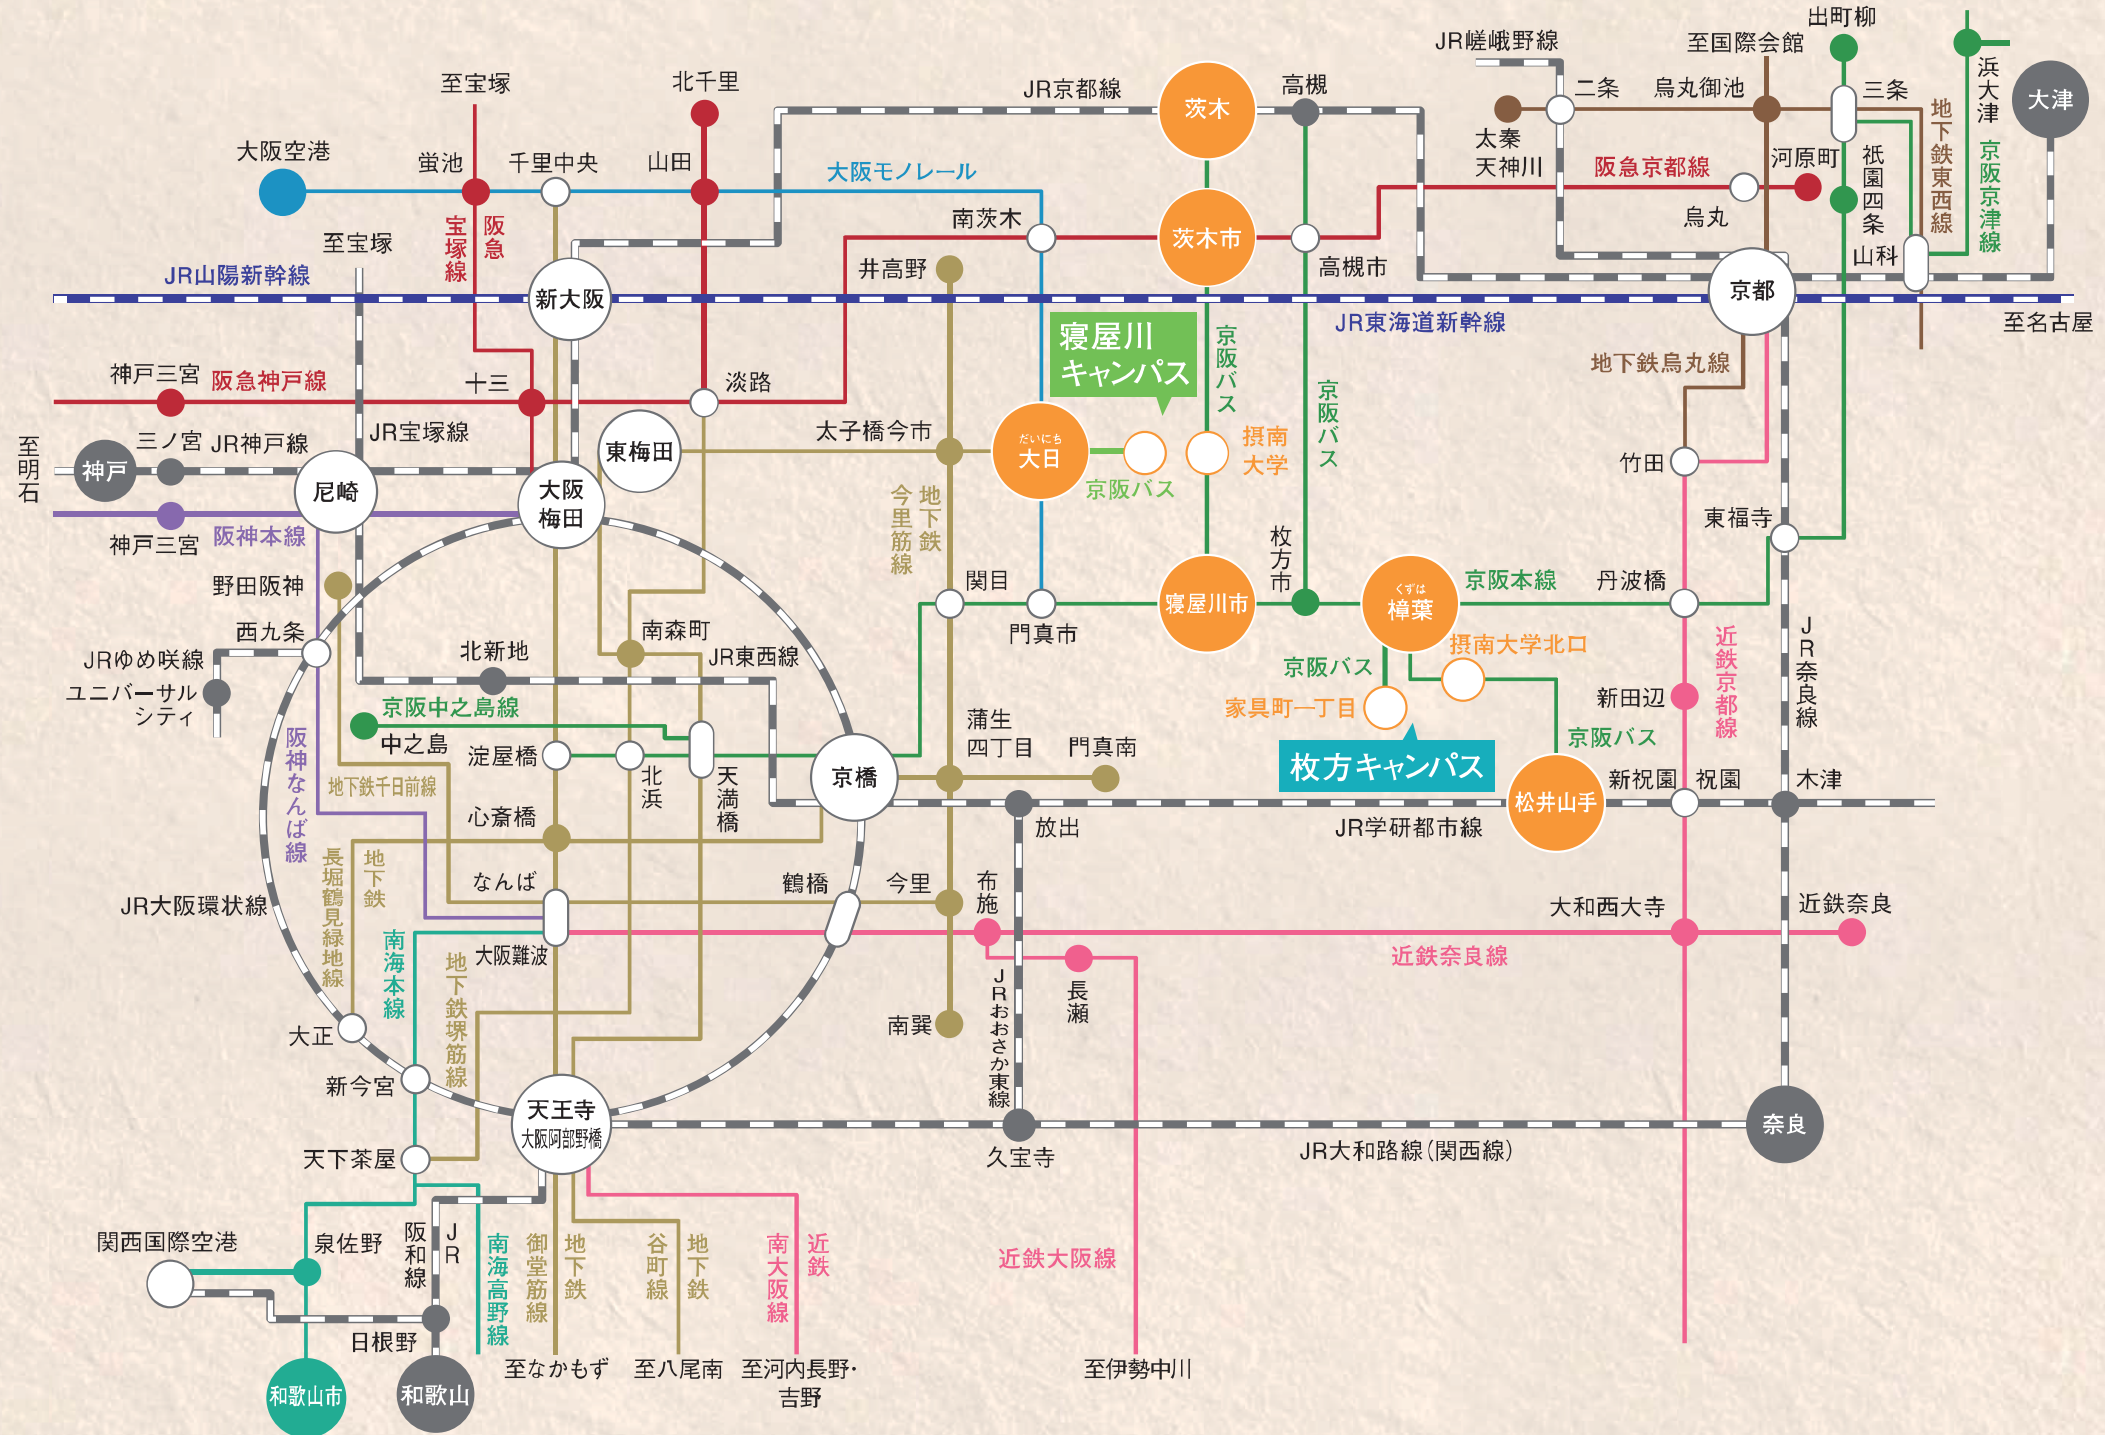 出町柳
JR嵯峨野線
至国際会館
浜大津
至宝塚
北千里
JR京都線
茨木
高槻
二条
烏丸御池
三条
大津
太秦
天神川
地下鉄東西線
京阪京津線
大阪空港
蛍池
千里中央
山田
大阪モノレール
阪急京都線
河原町
祇園四条
宝塚線
阪急
南茨木
茨木市
高槻市
烏丸
山科
至宝塚
JR山陽新幹線
新大阪
井高野
京都
JR東海道新幹線
至名古屋
寝屋川
キャンパス
京阪バス
京阪バス
地下鉄烏丸線
神戸三宮
阪急神戸線
十三
淡路
至明石
三ノ宮
JR神戸線
JR宝塚線
東梅田
太子橋今市
だいにち
大日
摂南
大学
京阪バス
竹田
神戸
尼崎
大阪
梅田
今里筋線
地下鉄
神戸三宮
阪神本線
枚方市
東福寺
野田阪神
関目
門真市
寝屋川市
くずは
樟葉
京阪本線
丹波橋
西九条
JRゆめ咲線
北新地
南森町
JR東西線
摂南大学北口
京阪バス
家具町一丁目
近鉄京都線
JR奈良線
ユニバーサル
シティ
京阪中之島線
中之島
新田辺
京阪バス
阪神なんば線
淀屋橋
北浜
天満橋
蒲生
四丁目
門真南
枚方キャンパス
地下鉄千日前線
京橋
松井山手
新祝園
祝園
木津
心斎橋
放出
JR学研都市線
長堀鶴見緑地線
地下鉄
なんば
鶴橋
今里
布施
JR大阪環状線
大和西大寺
近鉄奈良
南海本線
地下鉄堺筋線
大阪難波
近鉄奈良線
JRおおさか東線
長瀬
大正
南巽
新今宮
天王寺
大阪阿部野橋
奈良
天下茶屋
久宝寺
JR大和路線(関西線)
関西国際空港
泉佐野
阪和線
JR
南海高野線
御堂筋線
地下鉄
谷町線
地下鉄
南大阪線
近鉄
近鉄大阪線
日根野
和歌山市
和歌山
至なかもず
至八尾南
至河内長野・
吉野
至伊勢中川